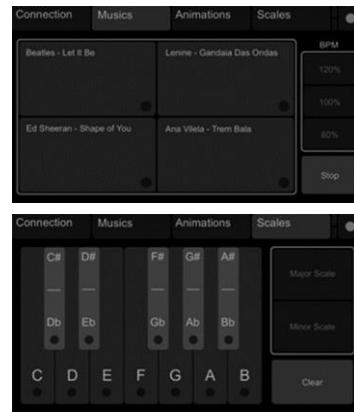 Connection Musics Animations Scales
BPM
Beatles - Let It Be Lenine - Gandaia Das Ondas
120%
100%
Ed Sheeran - Shape of You Ana Vilela - Trem Bala
80%
Stop
Connection Musics Animations Scales
C# D# F# G# A#
Major Scale
Db Eb Gb Ab Bb
Minor Scale
C D E F G A B
Clear